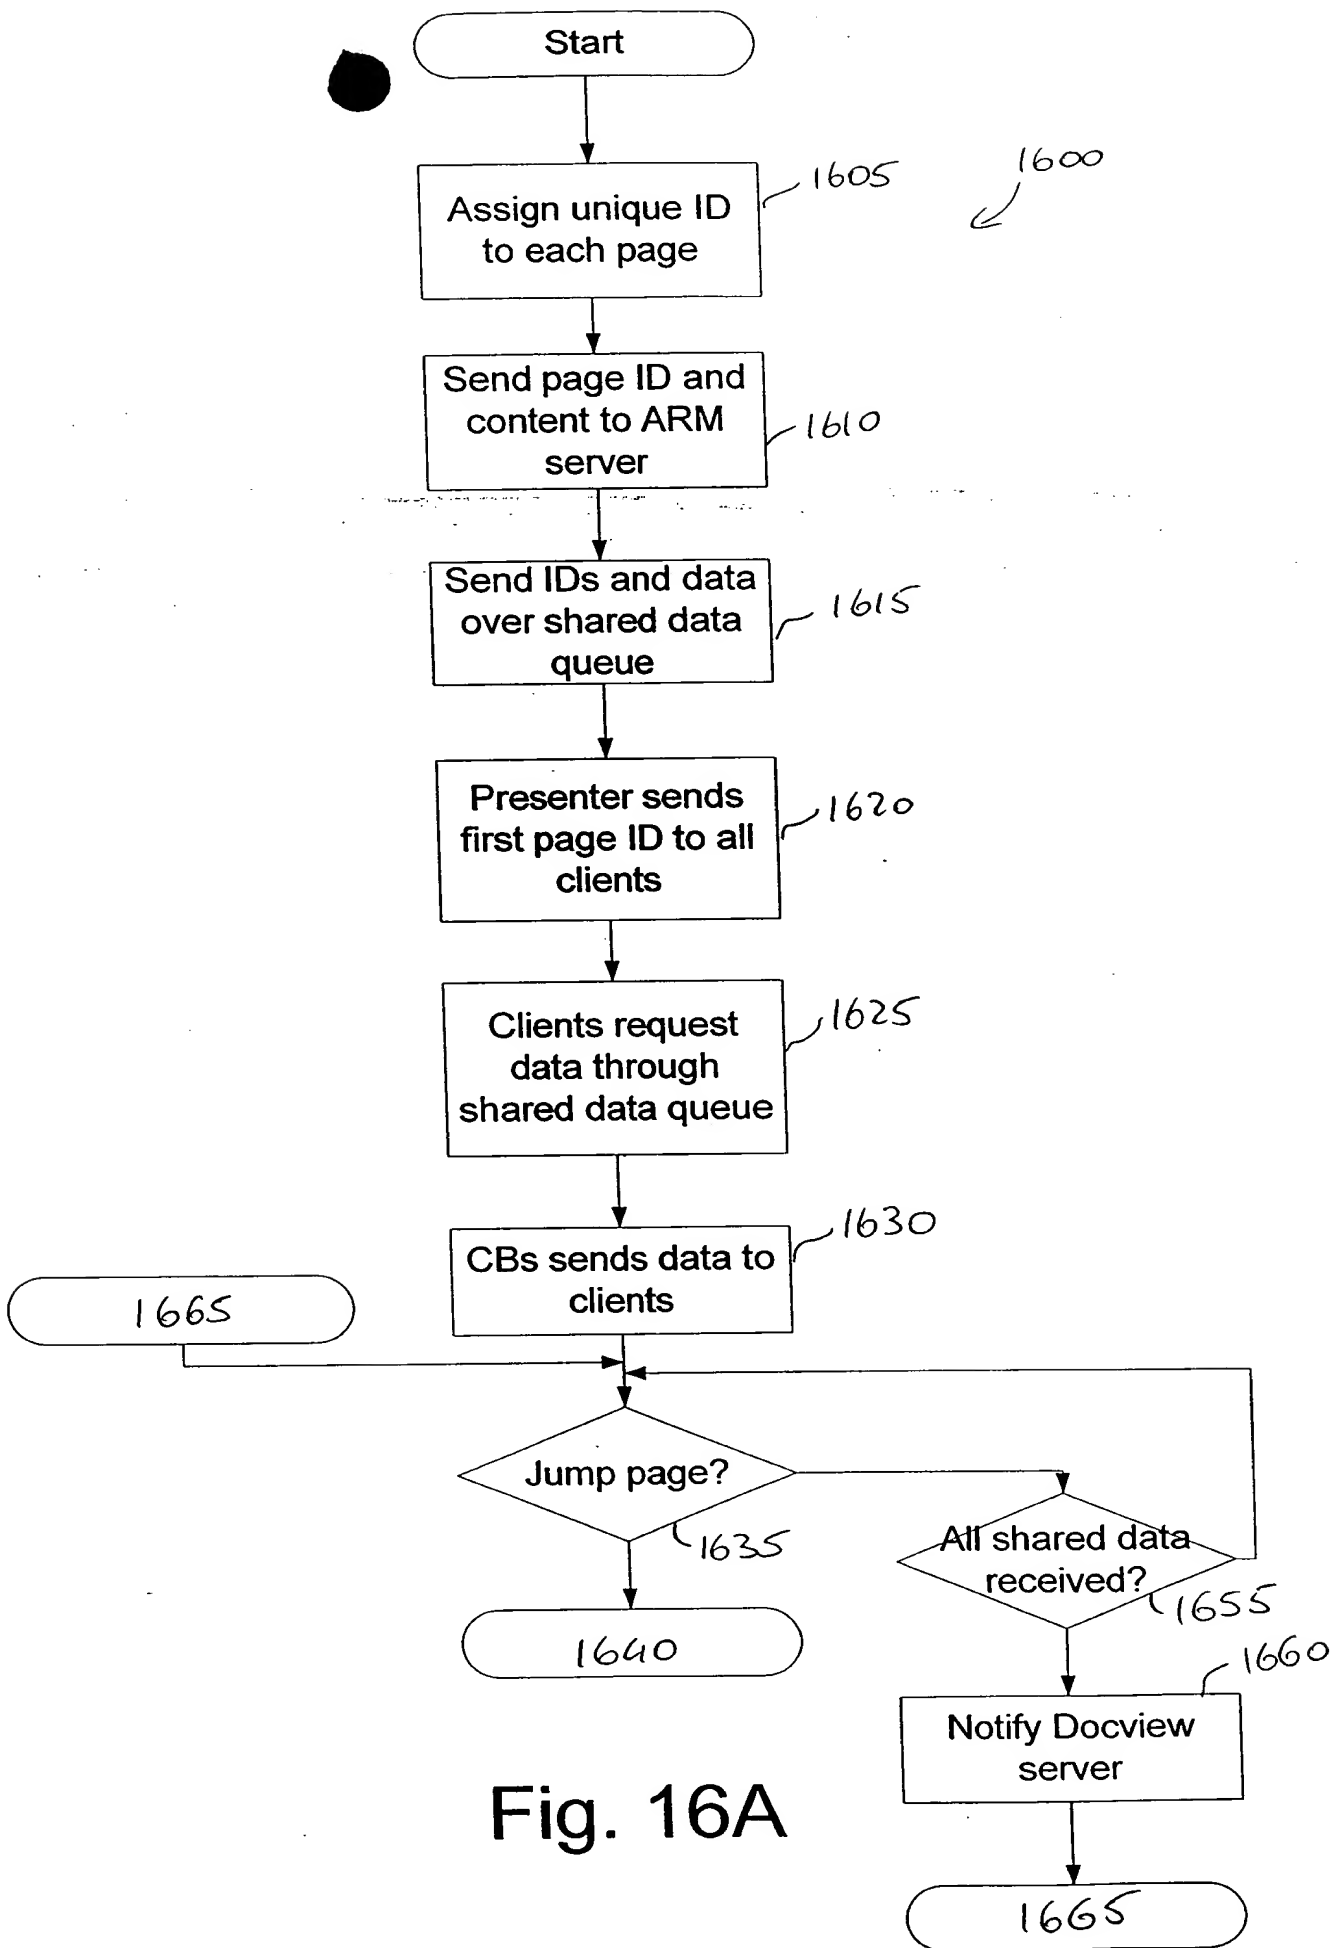 Start
1600
1605
Assign unique ID
to each page
Send page ID and
content to ARM
server
1610
Send IDs and data
over shared data
queue
1615
Presenter sends
first page ID to all
clients
1620
Clients request
data through
shared data queue
1625
CBs sends data to
clients
1630
1665
Jump page?
1635
All shared data
received?
1655
1640
1660
Notify Docview
server
Fig. 16A
1665